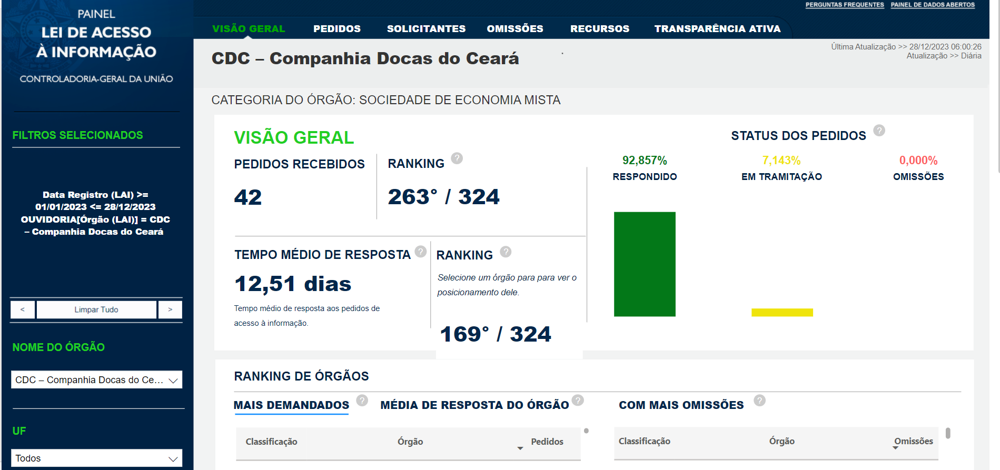 PAINEL
LEI DE ACESSO
À INFORMAÇÃO
CONTROLADORIA-GERAL DA UNIÃO
FILTROS SELECIONADOS
Data Registro (LAI) >=
01/01/2023 <= 28/12/2023
OUVIDORIA[Órgão (LAI)] = CDC
– Companhia Docas do Ceará
< Limpar Tudo >
NOME DO ÓRGÃO
CDC – Companhia Docas do Ce...
UF
Todos
PERGUNTAS FREQUENTES PAINEL DE DADOS ABERTOS
VISÃO GERAL PEDIDOS SOLICITANTES OMISSÕES RECURSOS TRANSPARÊNCIA ATIVA
CDC – Companhia Docas do Ceará
Última Atualização >> 28/12/2023 06:00:26
Atualização >> Diária
CATEGORIA DO ÓRGÃO: SOCIEDADE DE ECONOMIA MISTA
VISÃO GERAL
PEDIDOS RECEBIDOS
42
RANKING ?
263° / 324
TEMPO MÉDIO DE RESPOSTA ?
12,51 dias
Tempo médio de resposta aos pedidos de
acesso à informação.
RANKING ?
Selecione um órgão para para ver o
posicionamento dele.
169° / 324
STATUS DOS PEDIDOS ?
92,857% 7,143% 0,000%
RESPONDIDO EM TRAMITAÇÃO OMISSÕES
RANKING DE ÓRGÃOS
MAIS DEMANDADOS ? MÉDIA DE RESPOSTA DO ÓRGÃO ? COM MAIS OMISSÕES ?
Classificação Órgão Pedidos
Classificação Órgão Omissões